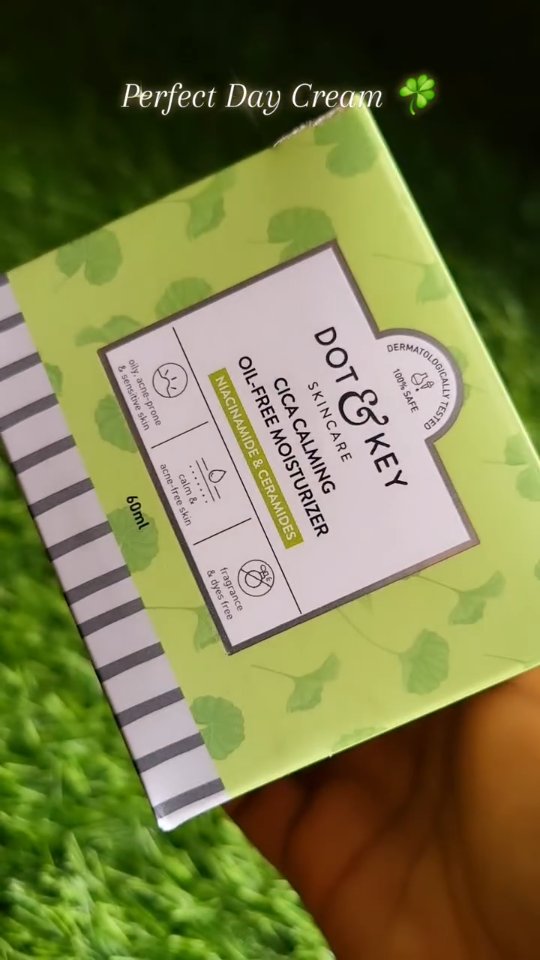 Perfect Day Cream 🍀
DOT & KEY
SKINCARE
CICA CALMING
OIL-FREE MOISTURIZER
NIACINAMIDE & CERAMIDES
DERMATOLOGICALLY TESTED
100% SAFE
oily, acne-prone
& sensitive skin
calm &
acne-free skin
fragrance
& dyes free
60mL